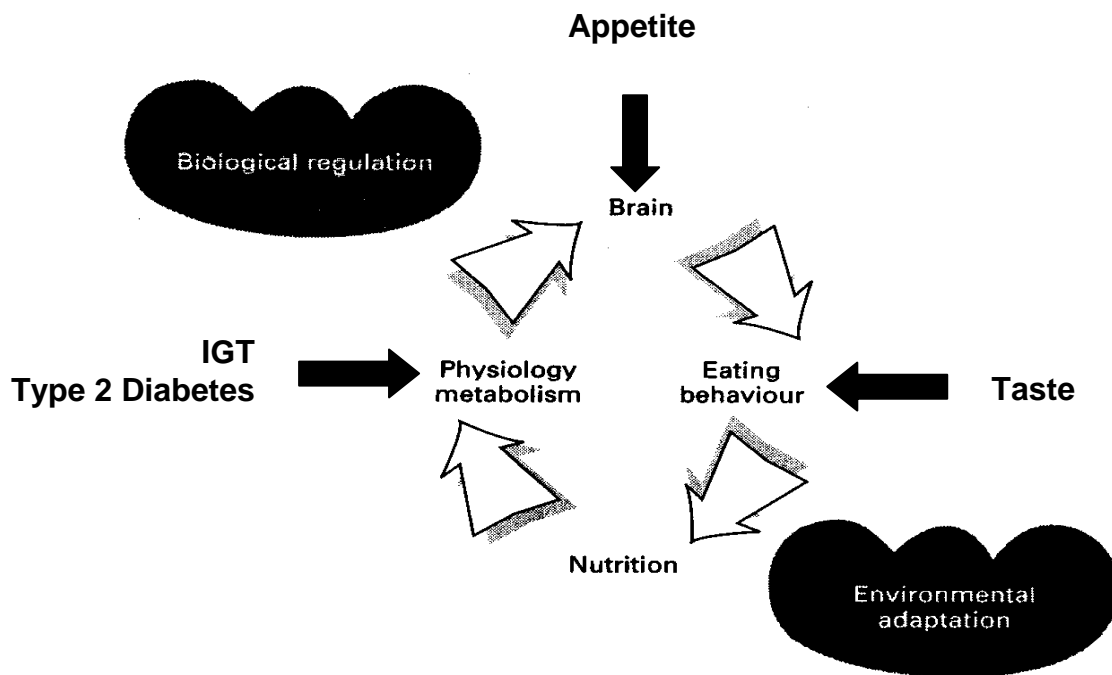 Appetite
Biological regulation
Brain
IGT
Type 2 Diabetes
Physiology
metabolism
Eating
behaviour
Taste
Nutrition
Environmental
adaptation